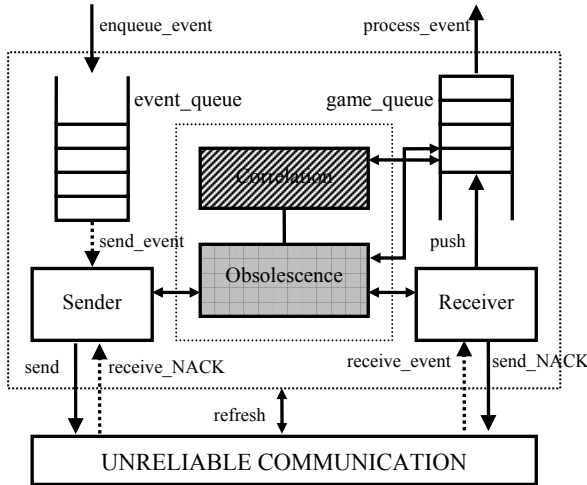 enqueue_event
process_event
event_queue
game_queue
Correlation
send_event
push
Obsolescence
Sender
Receiver
send
receive_NACK
receive_event
send_NACK
refresh
UNRELIABLE COMMUNICATION